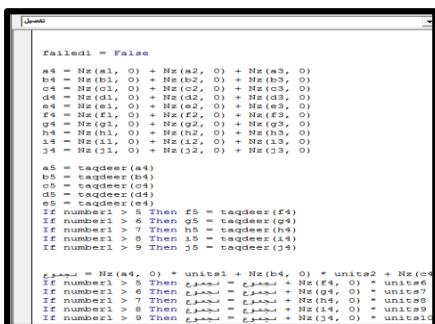 تفصيل
failed1 = False
a4 = Nz(a1, 0) + Nz(a2, 0) + Nz(a3, 0)
b4 = Nz(b1, 0) + Nz(b2, 0) + Nz(b3, 0)
c4 = Nz(c1, 0) + Nz(c2, 0) + Nz(c3, 0)
d4 = Nz(d1, 0) + Nz(d2, 0) + Nz(d3, 0)
e4 = Nz(e1, 0) + Nz(e2, 0) + Nz(e3, 0)
f4 = Nz(f1, 0) + Nz(f2, 0) + Nz(f3, 0)
g4 = Nz(g1, 0) + Nz(g2, 0) + Nz(g3, 0)
h4 = Nz(h1, 0) + Nz(h2, 0) + Nz(h3, 0)
i4 = Nz(i1, 0) + Nz(i2, 0) + Nz(i3, 0)
j4 = Nz(j1, 0) + Nz(j2, 0) + Nz(j3, 0)
a5 = taqdeer(a4)
b5 = taqdeer(b4)
c5 = taqdeer(c4)
d5 = taqdeer(d4)
e5 = taqdeer(e4)
If number1 > 5 Then f5 = taqdeer(f4)
If number1 > 6 Then g5 = taqdeer(g4)
If number1 > 7 Then h5 = taqdeer(h4)
If number1 > 8 Then i5 = taqdeer(i4)
If number1 > 9 Then j5 = taqdeer(j4)
مجموع = Nz(a4, 0) * units1 + Nz(b4, 0) * units2 + Nz(c4
If number1 > 5 Then مجموع = مجموع + Nz(f4, 0) * units6
If number1 > 6 Then مجموع = مجموع + Nz(g4, 0) * units7
If number1 > 7 Then مجموع = مجموع + Nz(h4, 0) * units8
If number1 > 8 Then مجموع = مجموع + Nz(i4, 0) * units9
If number1 > 9 Then مجموع = مجموع + Nz(j4, 0) * units10